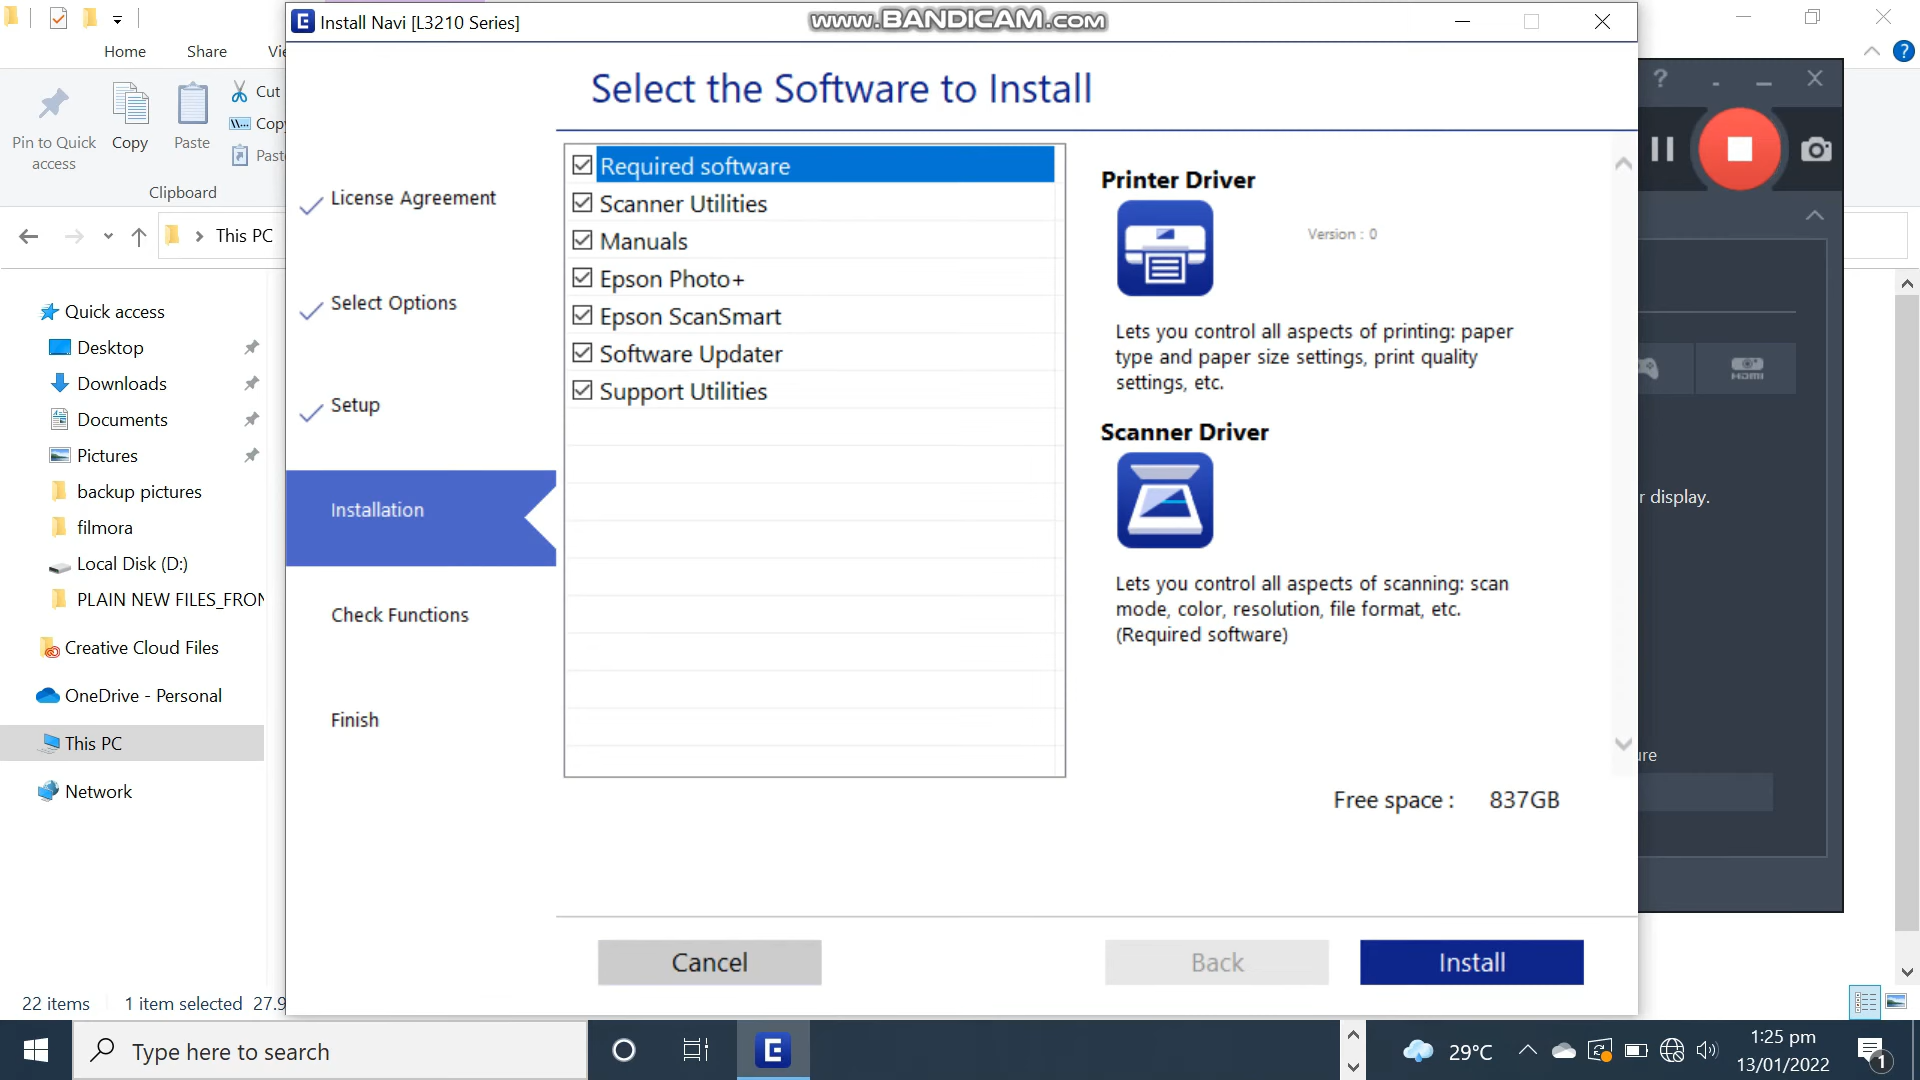 Install Navi [L3210 Series]
www.BANDICAM.com
Home
Share
Pin to Quick
access
Copy
Paste
Cut
Clipboard
This PC
Quick access
Desktop
Downloads
Documents
Pictures
backup pictures
filmora
Local Disk (D:)
Creative Cloud Files
OneDrive - Personal
This PC
Network
22 items
1 item selected
27.9
Select the Software to Install
License Agreement
Select Options
Setup
Installation
Check Functions
Finish
Required software
Scanner Utilities
Manuals
Epson Photo+
Epson ScanSmart
Software Updater
Support Utilities
Printer Driver
Version : 0
Lets you control all aspects of printing: paper
type and paper size settings, print quality
settings, etc.
Scanner Driver
Lets you control all aspects of scanning: scan
mode, color, resolution, file format, etc.
(Required software)
Free space : 837GB
Cancel
Back
Install
HDMI
r display.
Type here to search
E
29°C
1:25 pm
13/01/2022
1